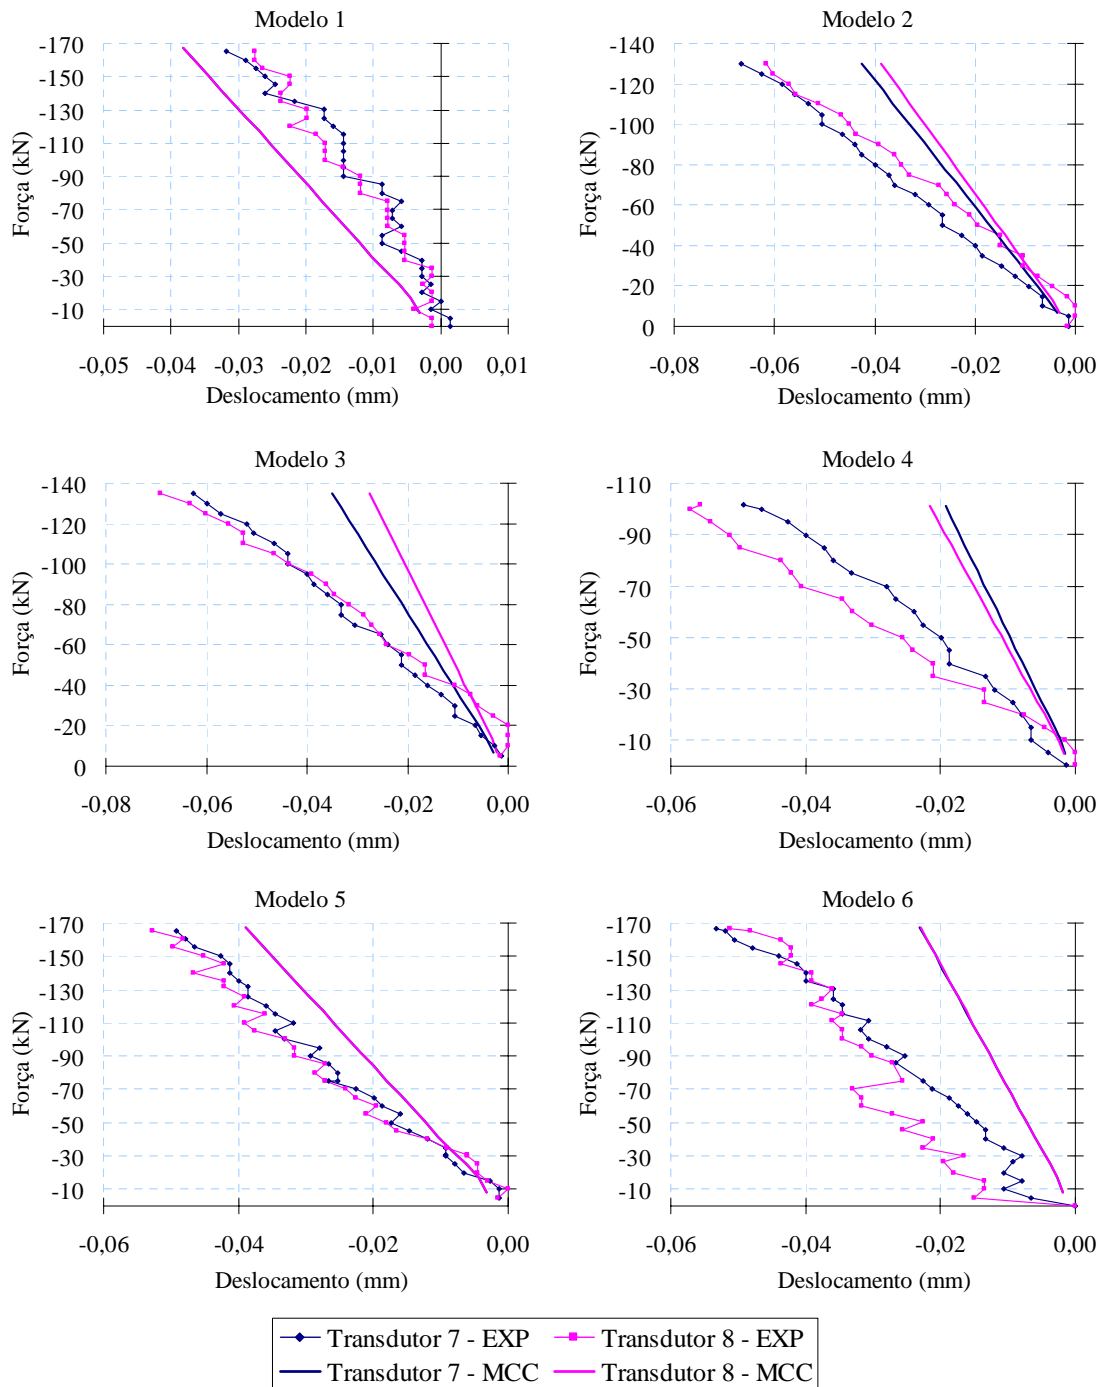 Modelo 1
-170
-150
-130
-110
-90
-70
-50
-30
-10
Força (kN)
-0,05 -0,04 -0,03 -0,02 -0,01 0,00 0,01
Deslocamento (mm)
Modelo 2
-140
-120
-100
-80
-60
-40
-20
0
Força (kN)
-0,08 -0,06 -0,04 -0,02 0,00
Deslocamento (mm)
Modelo 3
-140
-120
-100
-80
-60
-40
-20
0
Força (kN)
-0,08 -0,06 -0,04 -0,02 0,00
Deslocamento (mm)
Modelo 4
-110
-90
-70
-50
-30
-10
Força (kN)
-0,06 -0,04 -0,02 0,00
Deslocamento (mm)
Modelo 5
-170
-150
-130
-110
-90
-70
-50
-30
-10
Força (kN)
-0,06 -0,04 -0,02 0,00
Deslocamento (mm)
Modelo 6
-170
-150
-130
-110
-90
-70
-50
-30
-10
Força (kN)
-0,06 -0,04 -0,02 0,00
Deslocamento (mm)
Transdutor 7 - EXP Transdutor 8 - EXP
Transdutor 7 - MCC Transdutor 8 - MCC